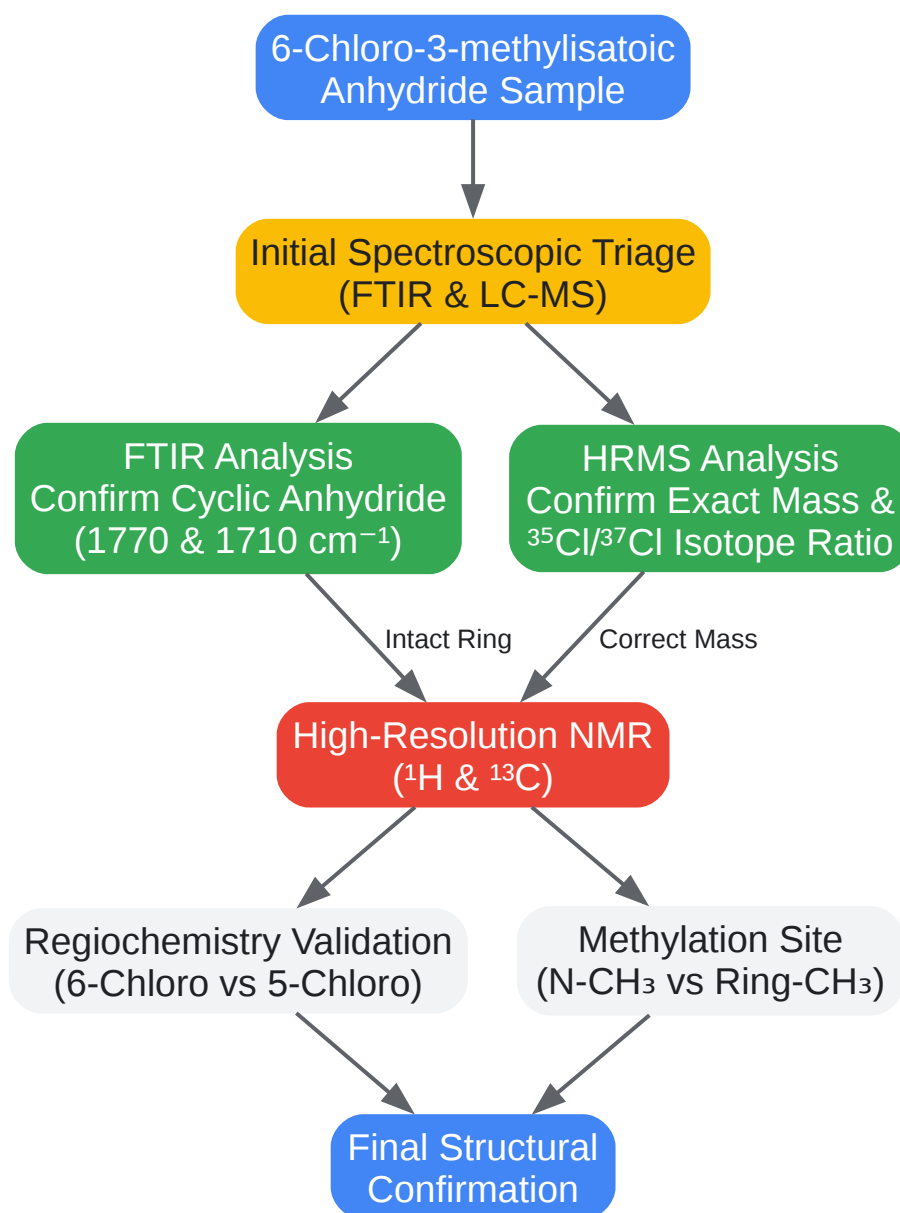 6-Chloro-3-methylisatoic
Anhydride Sample
Initial Spectroscopic Triage
(FTIR & LC-MS)
FTIR Analysis
Confirm Cyclic Anhydride
(1770 & 1710 cm⁻¹)
HRMS Analysis
Confirm Exact Mass &
³⁵Cl/³⁷Cl Isotope Ratio
Intact Ring
Correct Mass
High-Resolution NMR
(¹H & ¹³C)
Regiochemistry Validation
(6-Chloro vs 5-Chloro)
Methylation Site
(N-CH₃ vs Ring-CH₃)
Final Structural
Confirmation